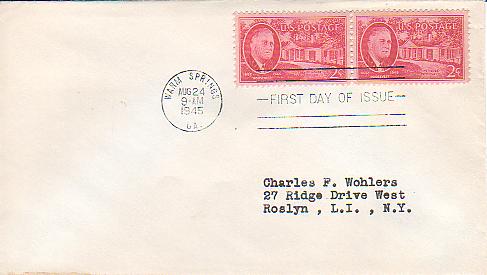 U.S. POSTAGE U.S. POSTAGE
2¢ 2¢
WARM SPRINGS
AUG 24
9-AM
1945
GA.
FIRST DAY OF ISSUE
Charles F. Wohlers
27 Ridge Drive West
Roslyn , L.I. , N.Y.